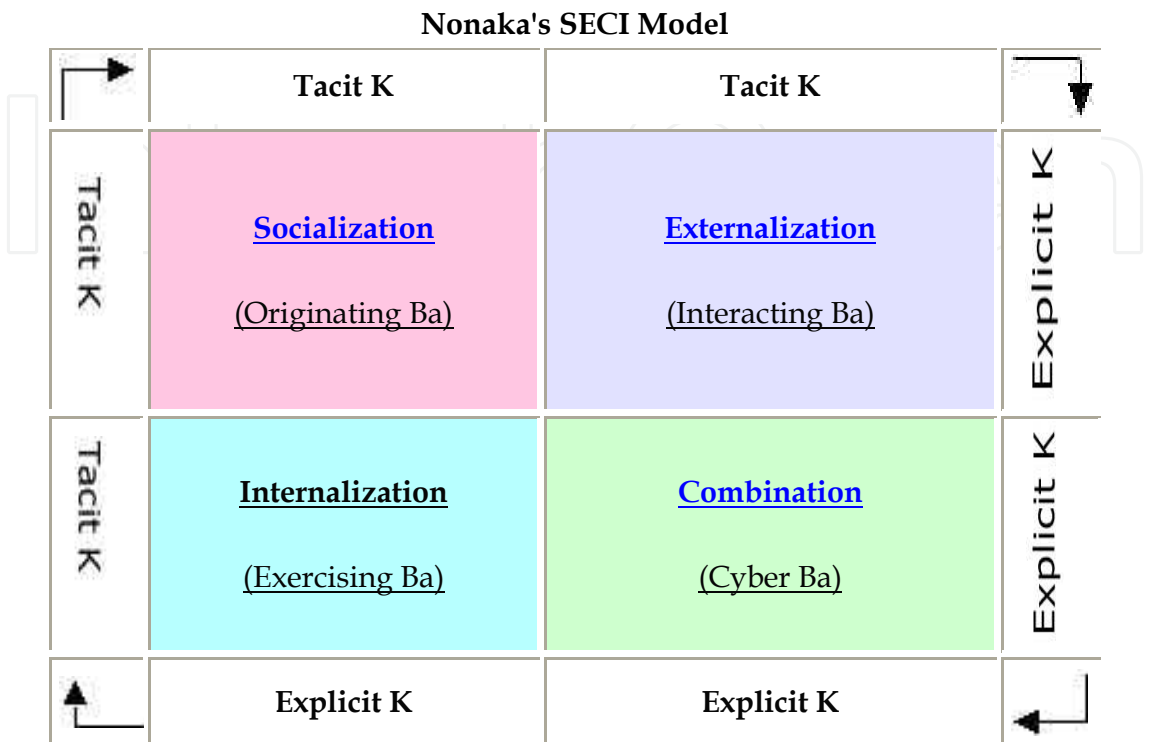 Nonaka's SECI Model
Tacit K
Tacit K
Tacit K
Socialization
(Originating Ba)
Externalization
(Interacting Ba)
Explicit K
Tacit K
Internalization
(Exercising Ba)
Combination
(Cyber Ba)
Explicit K
Explicit K
Explicit K